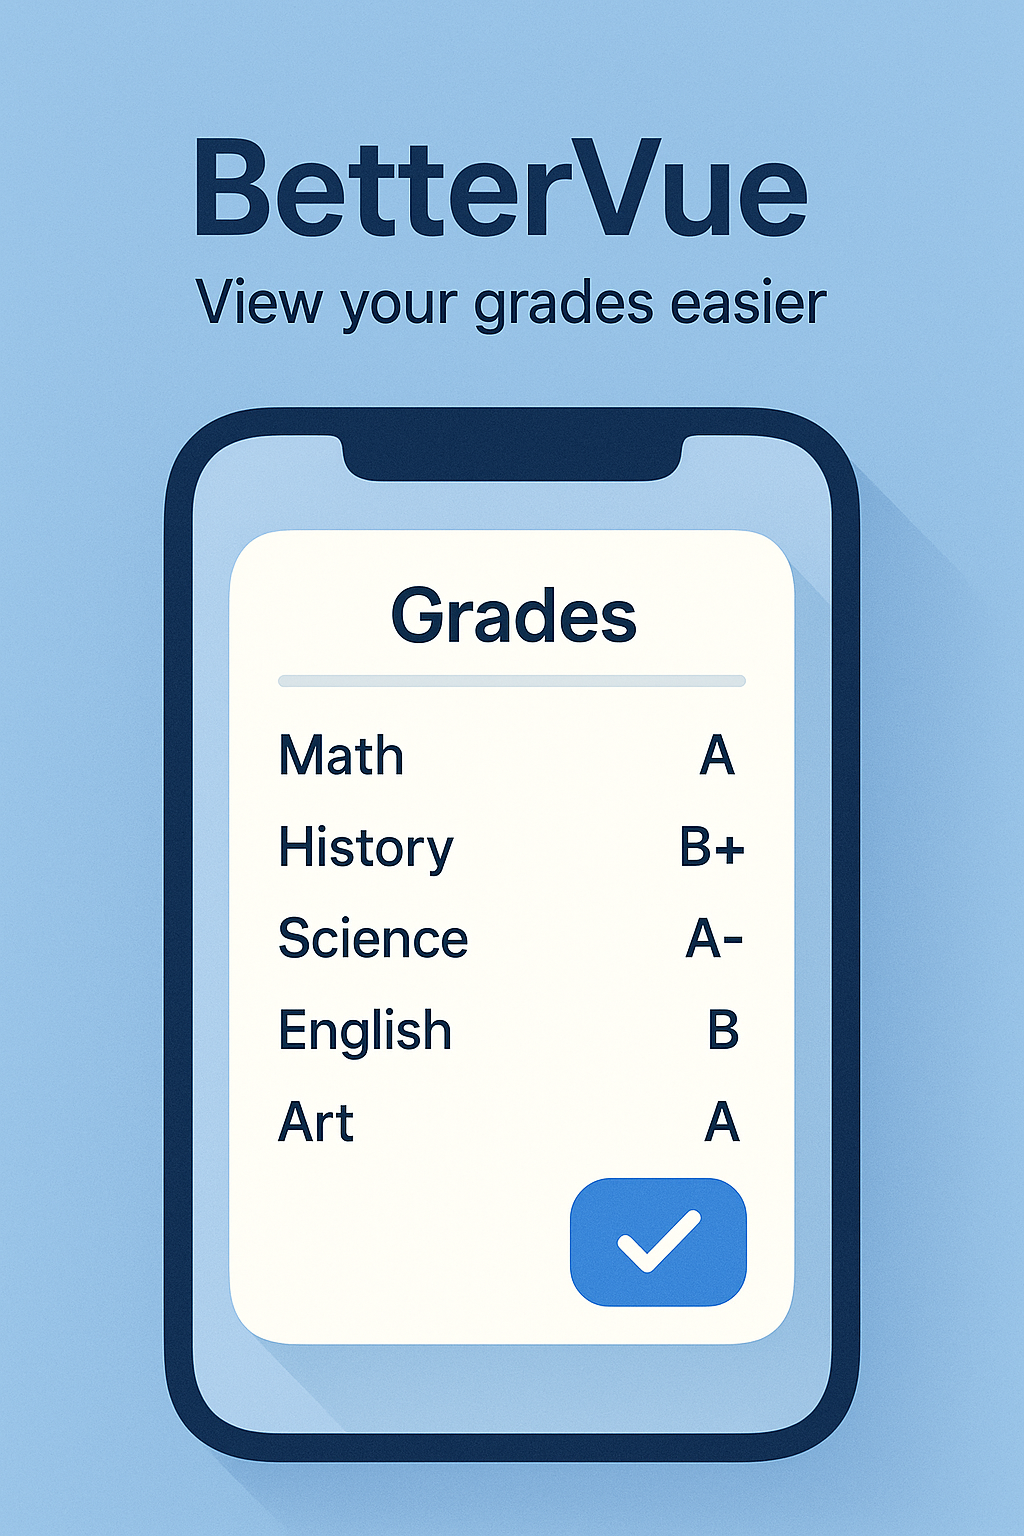 BetterVue
View your grades easier
Grades
Math A
History B+
Science A-
English B
Art A